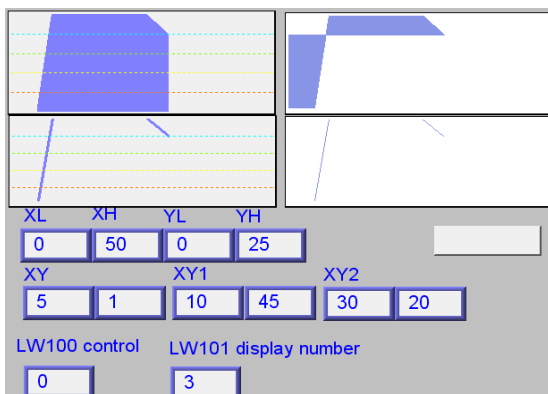 XL XH YL YH
0 50 0 25
XY XY1 XY2
5 1 10 45 30 20
LW100 control LW101 display number
0 3